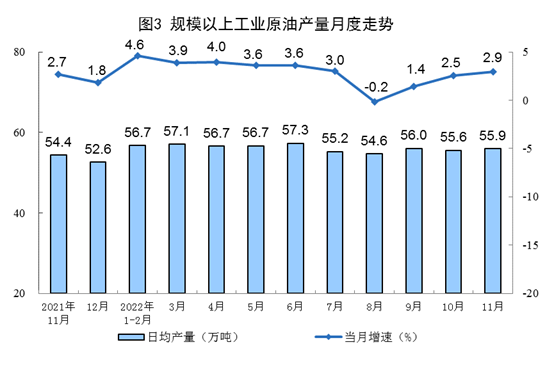 图3 规模以上工业原油产量月度走势
80
60
40
20
5
0
-5
-10
-15
-20
2.7
1.8
4.6
3.9
4.0
3.6
3.6
3.0
-0.2
1.4
2.5
2.9
54.4
52.6
56.7
57.1
56.7
56.7
57.3
55.2
54.6
56.0
55.6
55.9
2021年
11月
12月
2022年
1-2月
3月
4月
5月
6月
7月
8月
9月
10月
11月
日均产量（万吨）
当月增速（%）